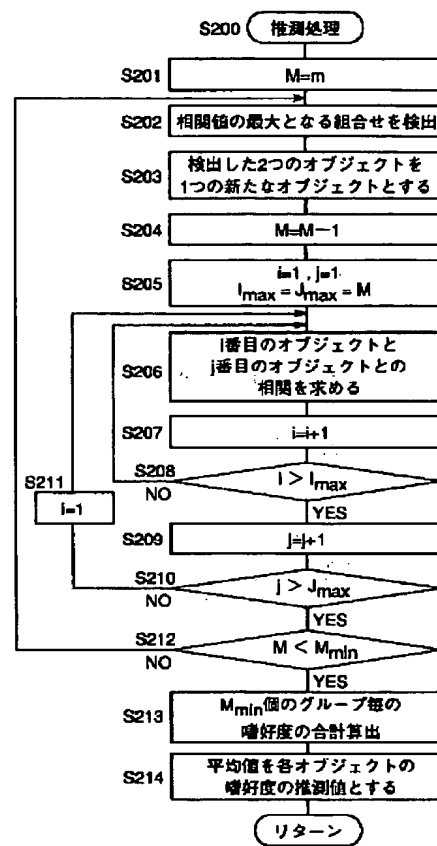 S200 推測処理
S201 M=m
S202 相関値の最大となる組合せを検出
S203 検出した2つのオブジェクトを
1つの新たなオブジェクトとする
S204 M=M−1
S205 i=1 , j=1
Imax = Jmax = M
S206 i番目のオブジェクトと
j番目のオブジェクトとの
相関を求める
S207 i=i+1
S208 I > Imax
NO
YES
S211 i=1
S209 j=j+1
S210 j > Jmax
NO
YES
S212 M < Mmin
NO
YES
S213 Mmin個のグループ毎の
嗜好度の合計算出
S214 平均値を各オブジェクトの
嗜好度の推測値とする
リターン